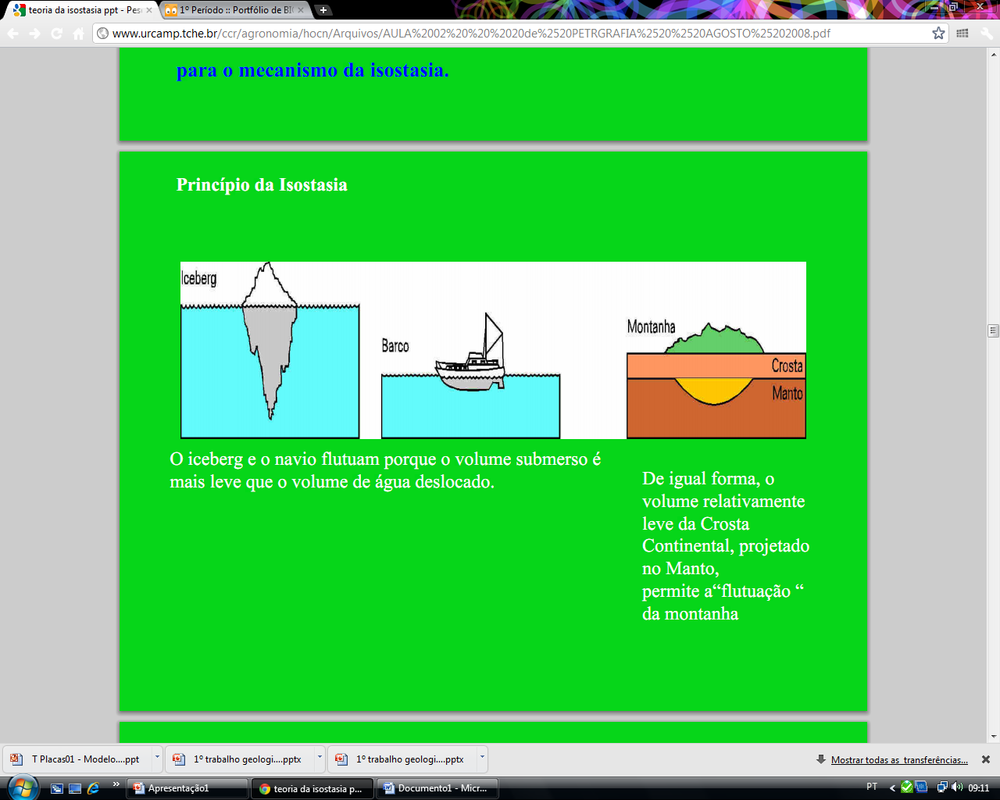 teoria da isostasia ppt - Pes
1º Período :: Portfólio de BI
www.urcamp.tche.br/ccr/agronomia/hocn/Arquivos/AULA%2002%20%20%2020de%2520PETRGRAFIA%2520%2520AGOSTO%25202008.pdf
para o mecanismo da isostasia.
Princípio da Isostasia
Iceberg
Barco
Montanha
Crosta
Manto
O iceberg e o navio flutuam porque o volume submerso é
mais leve que o volume de água deslocado.
De igual forma, o
volume relativamente
leve da Crosta
Continental, projetado
no Manto,
permite a“flutuação “
da montanha
T Placas01 - Modelo....ppt
1º trabalho geologi....pptx
1º trabalho geologi....pptx
Mostrar todas as transferências...
Apresentação1
teoria da isostasia p...
Documento1 - Micr...
PT
09:11